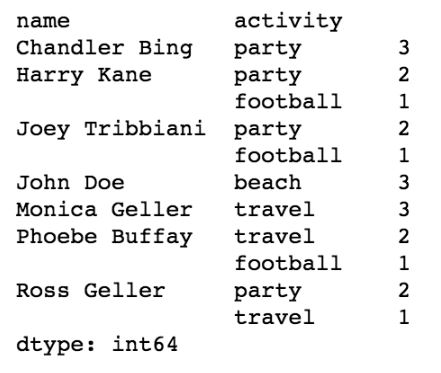 name activity
Chandler Bing party 3
Harry Kane party 2
football 1
Joey Tribbiani party 2
football 1
John Doe beach 3
Monica Geller travel 3
Phoebe Buffay travel 2
football 1
Ross Geller party 2
travel 1
dtype: int64